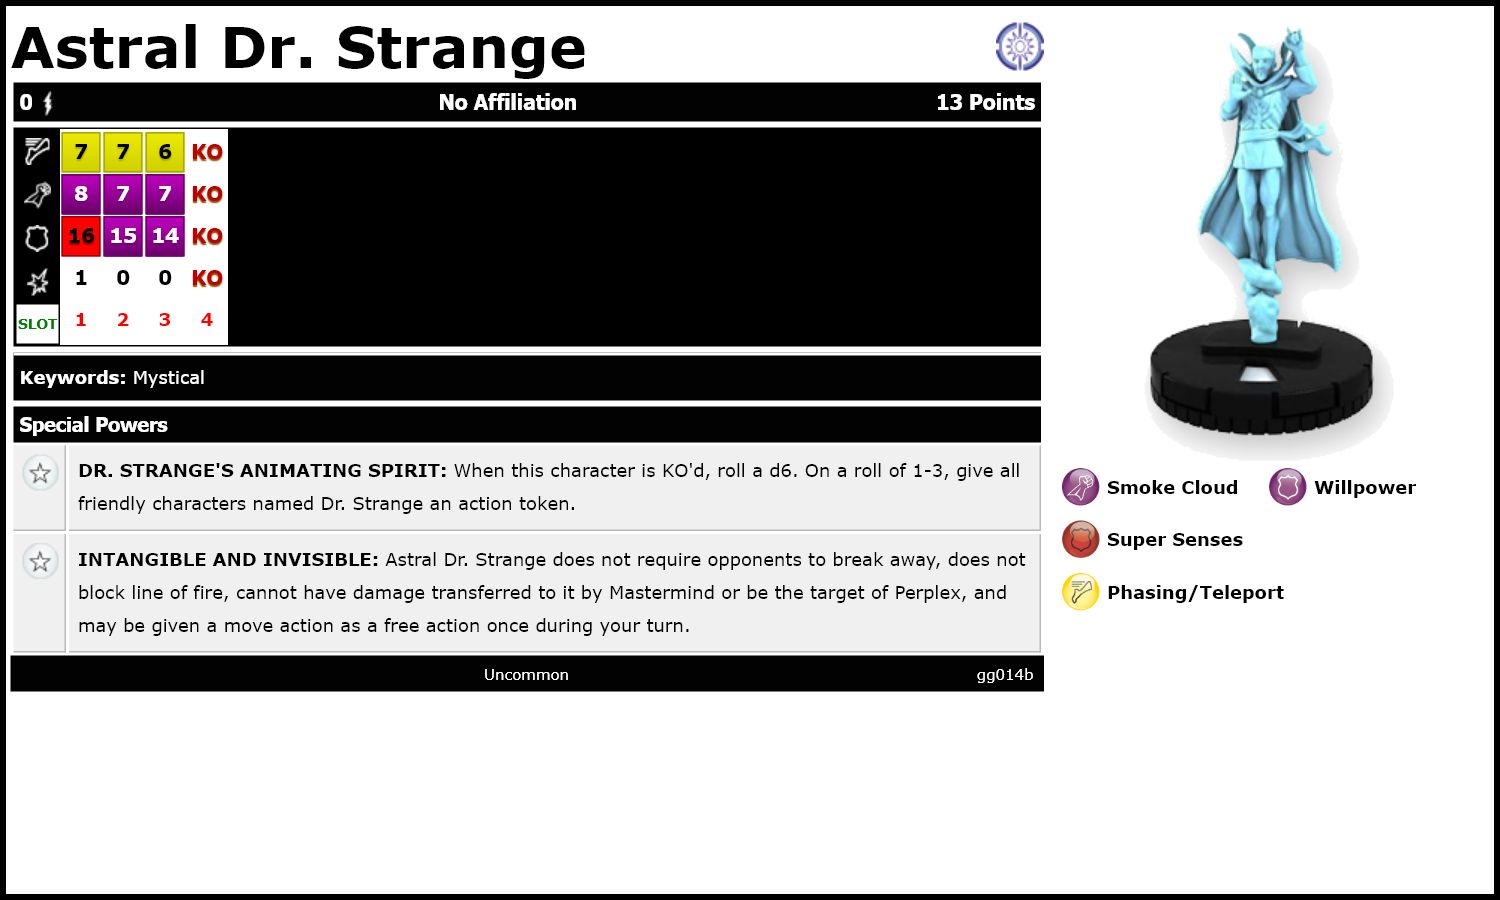 Astral Dr. Strange
0 No Affiliation 13 Points
7 7 6 KO
8 7 7 KO
16 15 14 KO
1 0 0 KO
SLOT 1 2 3 4
Keywords: Mystical
Special Powers
DR. STRANGE'S ANIMATING SPIRIT: When this character is KO'd, roll a d6. On a roll of 1-3, give all
friendly characters named Dr. Strange an action token.
INTANGIBLE AND INVISIBLE: Astral Dr. Strange does not require opponents to break away, does not
block line of fire, cannot have damage transferred to it by Mastermind or be the target of Perplex, and
may be given a move action as a free action once during your turn.
Uncommon gg014b
Smoke Cloud Willpower
Super Senses
Phasing/Teleport